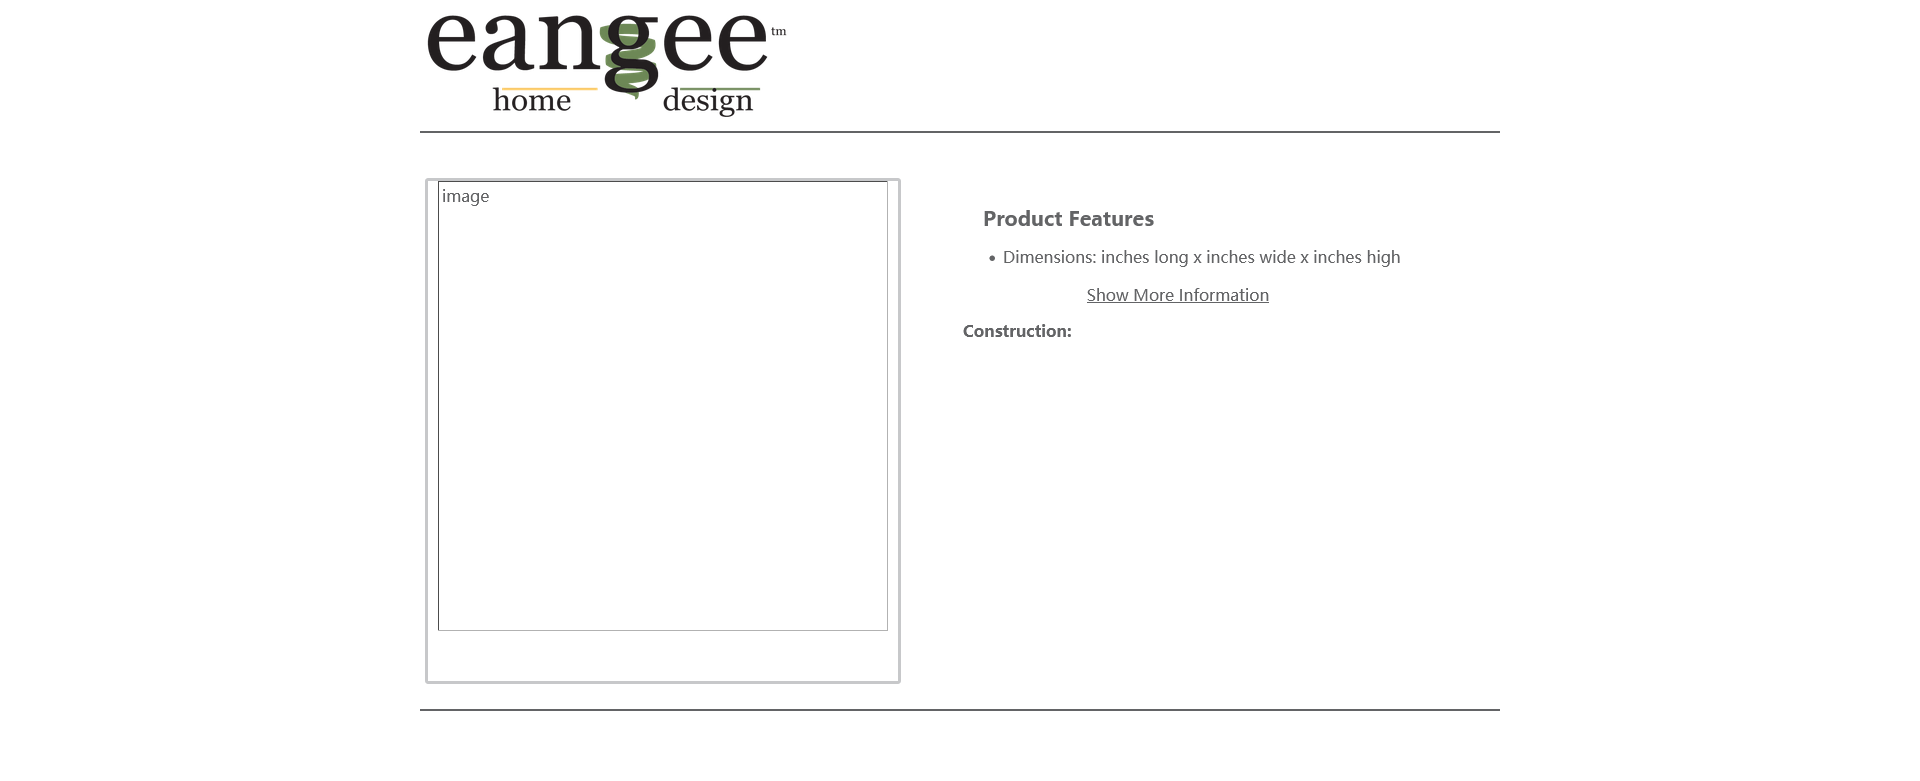 eangee™
home design
image
Product Features
• Dimensions: inches long x inches wide x inches high
Show More Information
Construction: